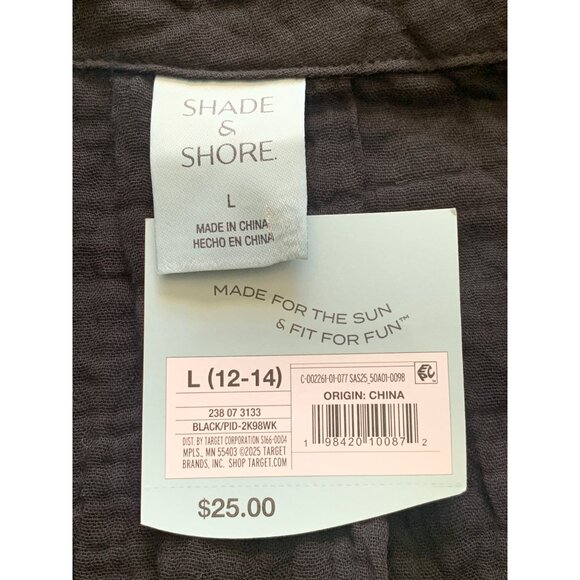 SHADE
&
SHORE.
L
MADE IN CHINA
HECHO EN CHINA
MADE FOR THE SUN
& FIT FOR FUN™
L (12-14)
238 07 3133
BLACK/PID-2K98WK
DIST. BY TARGET CORPORATION S166-0004
MPLS., MN 55403 ©2025 TARGET
BRANDS, INC. SHOP TARGET.COM
C-002261-01-077 SAS25_50A01-0098
ORIGIN: CHINA
1 98420 10087 2
$25.00